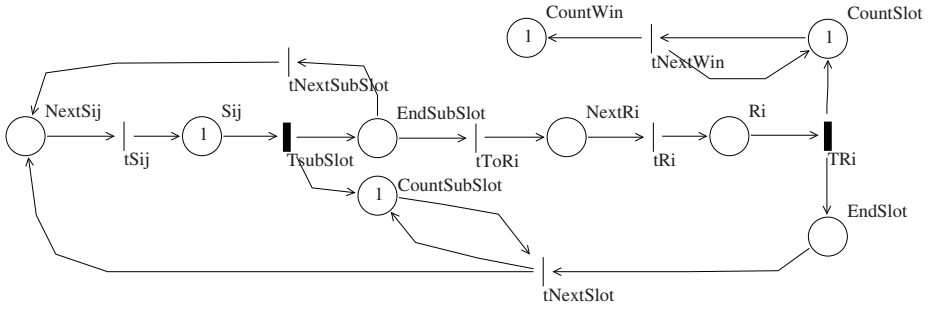 CountWin
CountSlot
1
1
tNextWin
tNextSubSlot
NextSij
Sij
EndSubSlot
NextRi
Ri
1
tSij
TsubSlot
tToRi
tRi
TRi
CountSubSlot
1
EndSlot
tNextSlot